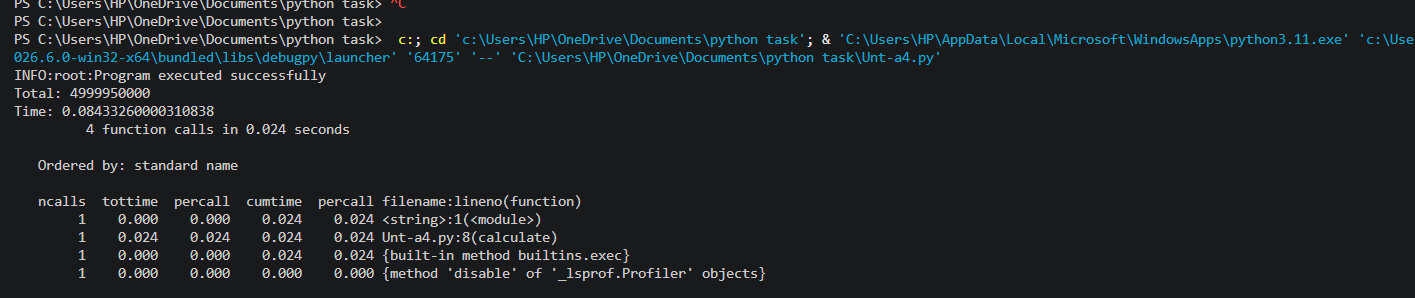 PS C:\Users\HP\OneDrive\Documents\python task> ^C
PS C:\Users\HP\OneDrive\Documents\python task>
PS C:\Users\HP\OneDrive\Documents\python task>  c:; cd 'c:\Users\HP\OneDrive\Documents\python task'; & 'C:\Users\HP\AppData\Local\Microsoft\WindowsApps\python3.11.exe' 'c:\Use
026.6.0-win32-x64\bundled\libs\debugpy\launcher' '64175' '--' 'C:\Users\HP\OneDrive\Documents\python task\Unt-a4.py'
INFO:root:Program executed successfully
Total: 4999950000
Time: 0.08433260000310838
         4 function calls in 0.024 seconds
   Ordered by: standard name
   ncalls  tottime  percall  cumtime  percall filename:lineno(function)
        1    0.000    0.000    0.024    0.024 <string>:1(<module>)
        1    0.024    0.024    0.024    0.024 Unt-a4.py:8(calculate)
        1    0.000    0.000    0.024    0.024 {built-in method builtins.exec}
        1    0.000    0.000    0.000    0.000 {method 'disable' of '_lsprof.Profiler' objects}